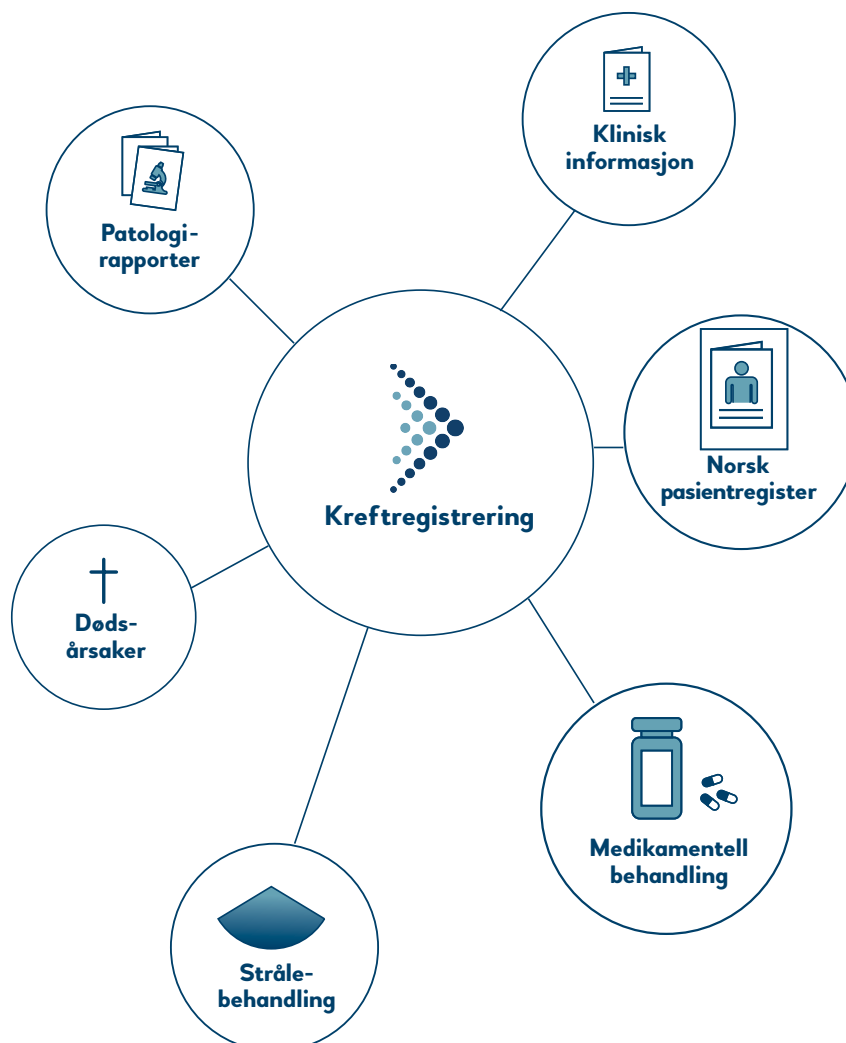 Klinisk
informasjon
Patologi-
rapporter
Norsk
pasientregister
Kreftregistrering
Døds-
årsaker
Medikamentell
behandling
Stråle-
behandling